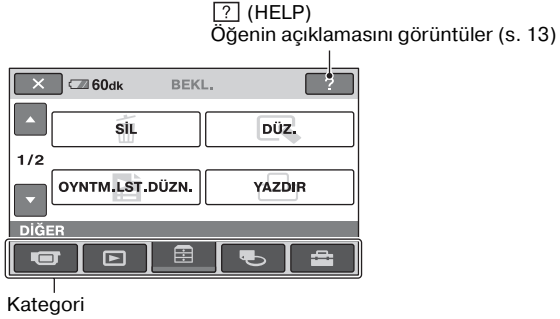 ? (HELP)
Öğenin açıklamasını görüntüler (s. 13)
60dk BEKL. ?
SİL DÜZ.
1/2
OYNTM.LST.DÜZN. YAZDIR
DİĞER
Kategori